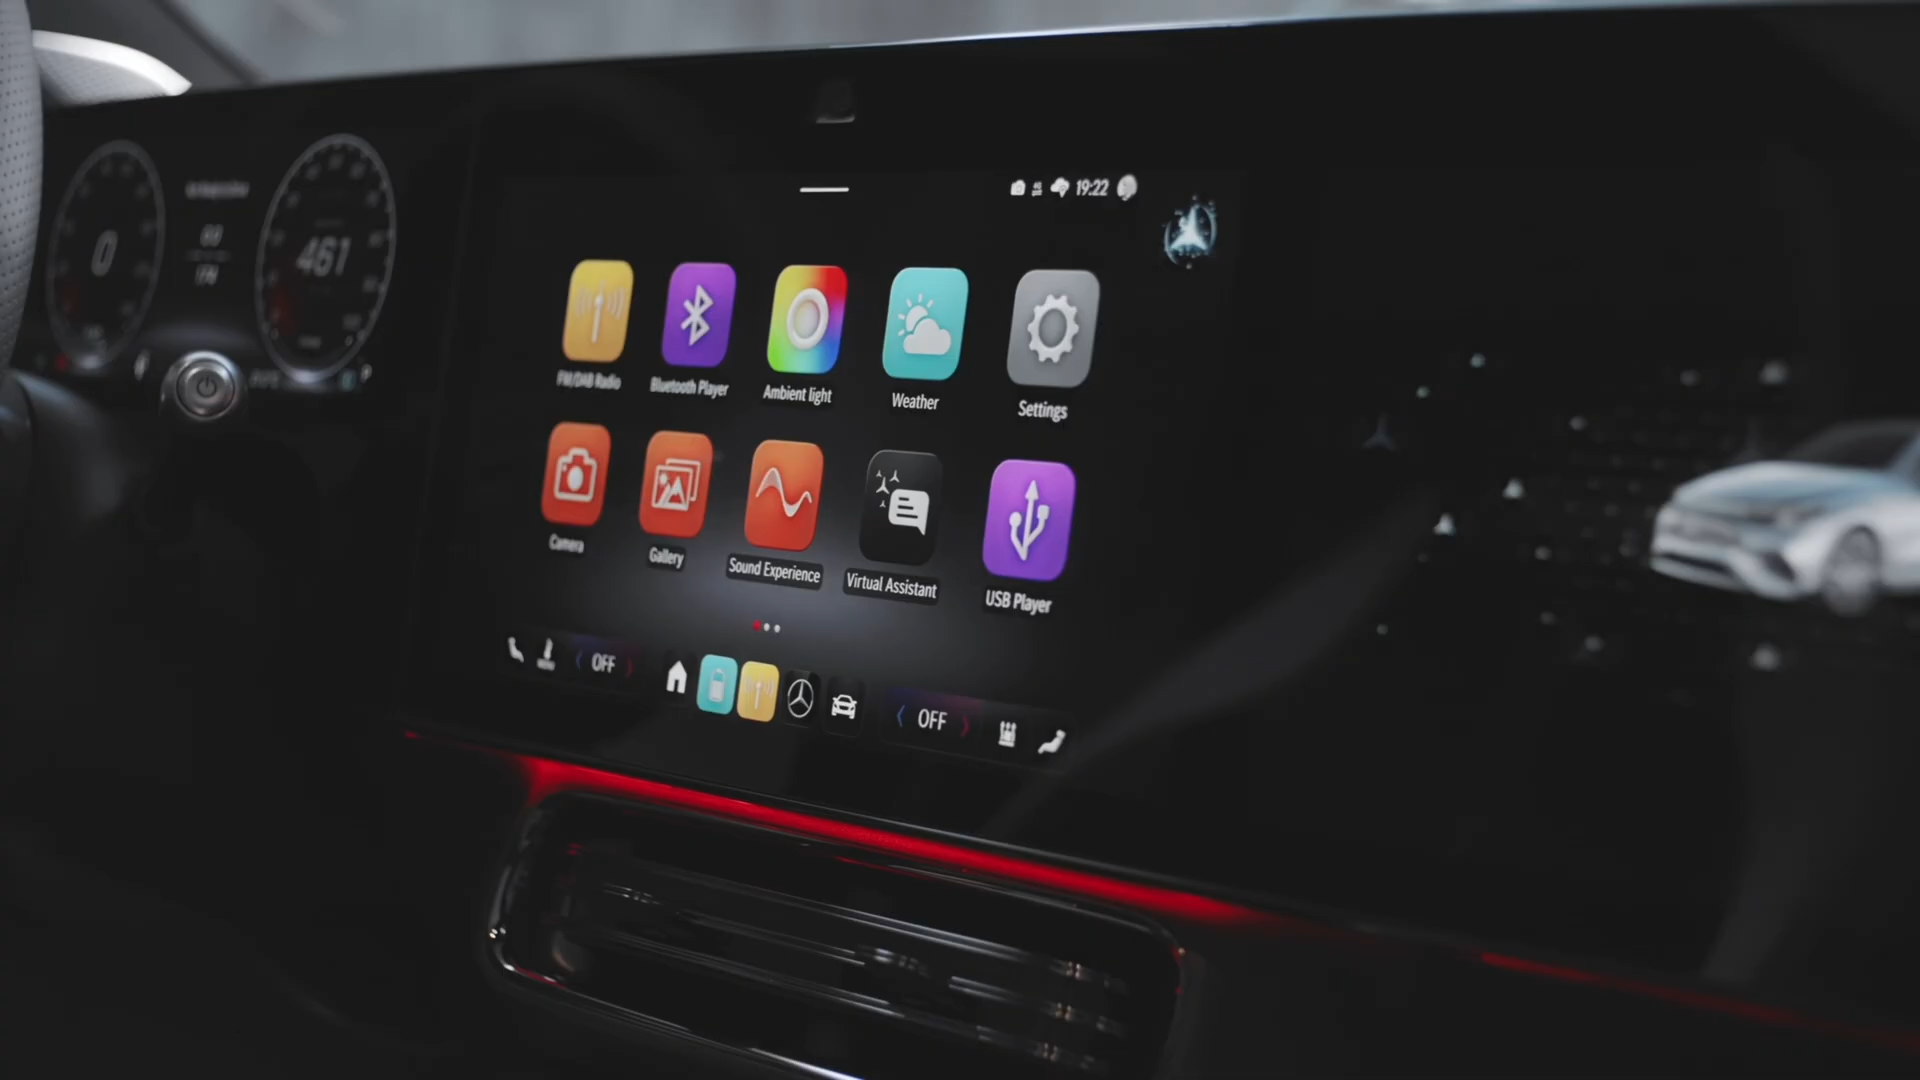 19:22
0
461
FM/DAB Radio
Bluetooth Player
Ambient light
Weather
Settings
Camera
Gallery
Sound Experience
Virtual Assistant
USB Player
OFF
OFF